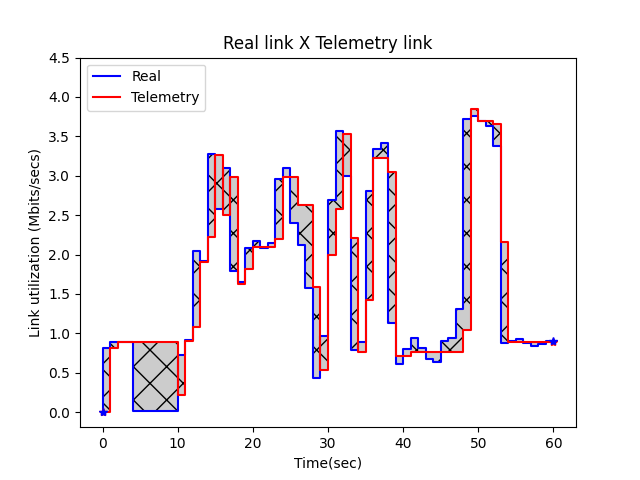 Real link X Telemetry link
Real
Telemetry
Link utilization (Mbits/secs)
4.5
4.0
3.5
3.0
2.5
2.0
1.5
1.0
0.5
0.0
0 10 20 30 40 50 60
Time(sec)